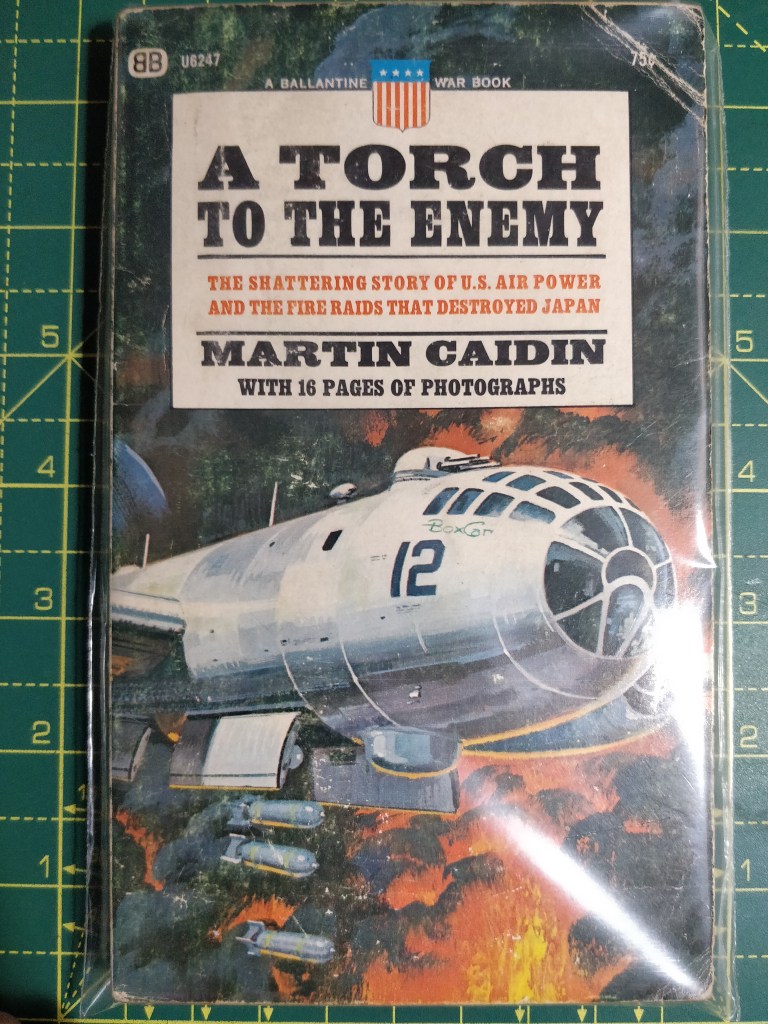 BB U6247 75¢
A BALLANTINE WAR BOOK
A TORCH
TO THE ENEMY
THE SHATTERING STORY OF U.S. AIR POWER
AND THE FIRE RAIDS THAT DESTROYED JAPAN
MARTIN CAIDIN
WITH 16 PAGES OF PHOTOGRAPHS
BoxCar
12
5 5
4 4
3 3
2 2
1 1